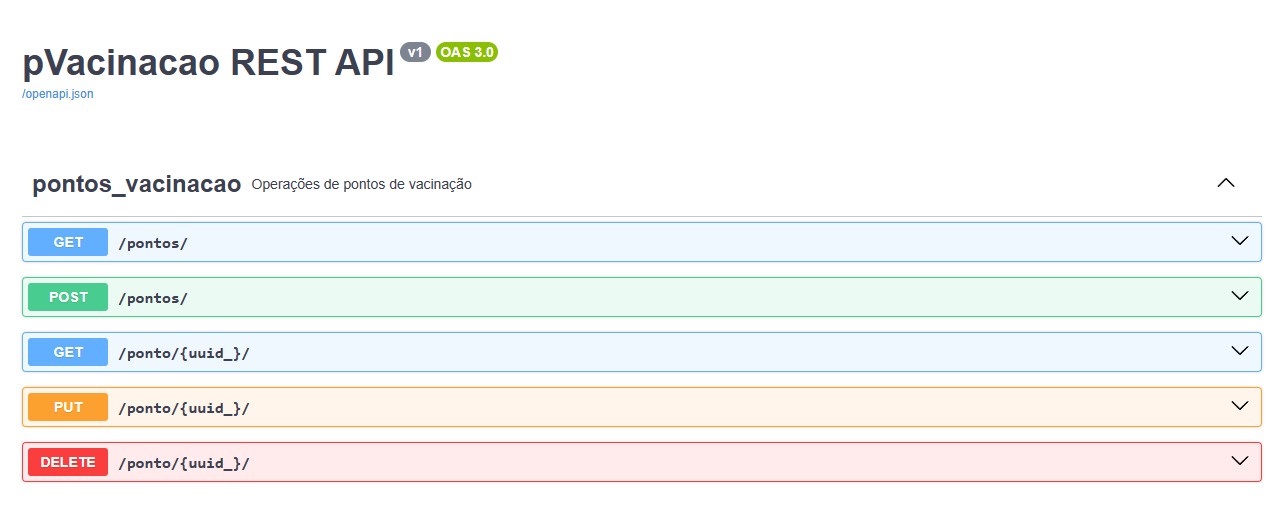 pVacinacao REST API v1 OAS 3.0
/openapi.json
pontos_vacinacao Operações de pontos de vacinação
GET /pontos/
POST /pontos/
GET /ponto/{uuid_}/
PUT /ponto/{uuid_}/
DELETE /ponto/{uuid_}/